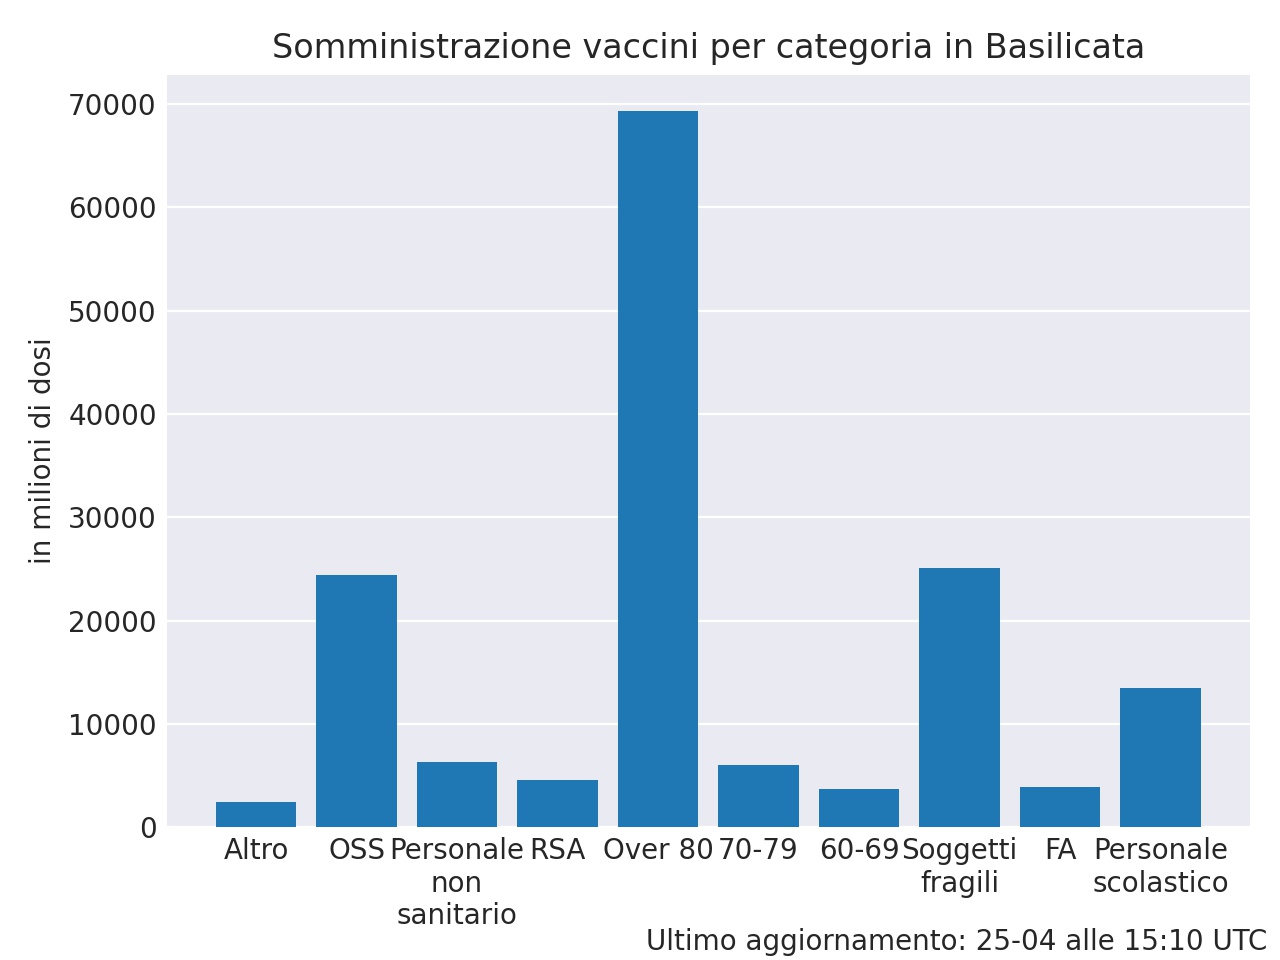 Somministrazione vaccini per categoria in Basilicata
in milioni di dosi
70000
60000
50000
40000
30000
20000
10000
0
Altro
OSS
Personale
non
sanitario
RSA
Over 80
70-79
60-69
Soggetti
fragili
FA
Personale
scolastico
Ultimo aggiornamento: 25-04 alle 15:10 UTC